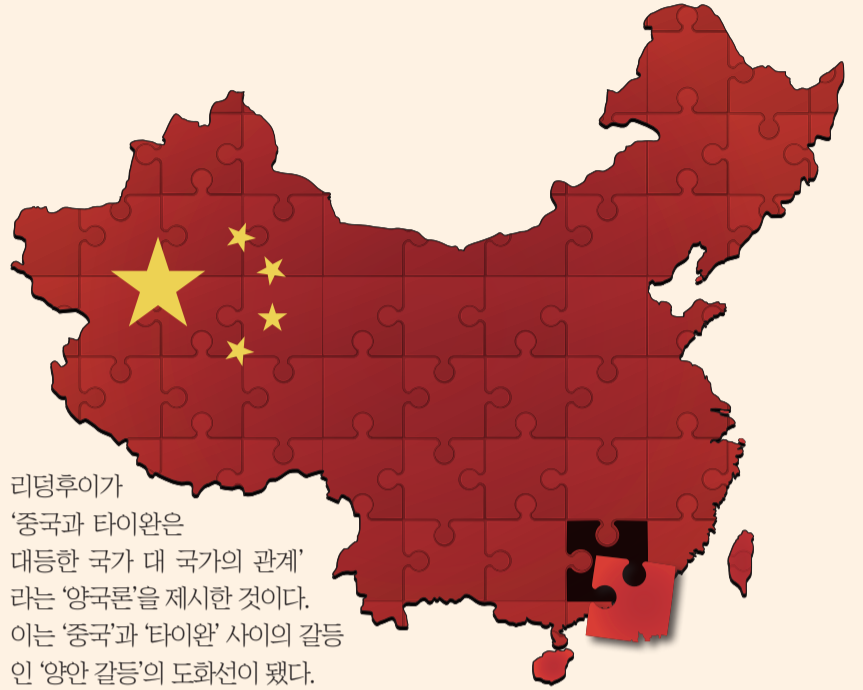 리덩후이가
‘중국과 타이완은
대등한 국가 대 국가의 관계’
라는 ‘양국론’을 제시한 것이다.
이는 ‘중국’과 ‘타이완’ 사이의 갈등
인 ‘양안 갈등’의 도화선이 됐다.